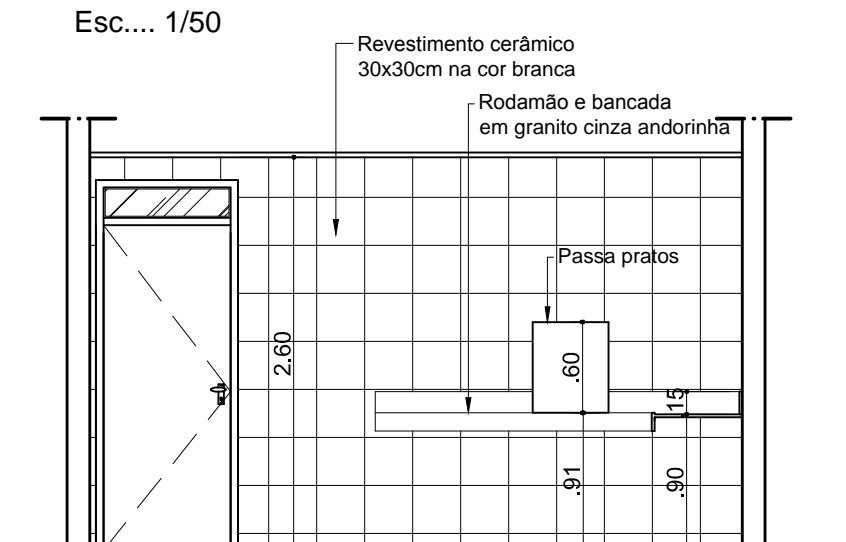 Esc.... 1/50
Revestimento cerâmico
30x30cm na cor branca
Rodamão e bancada
em granito cinza andorinha
Passa pratos
2.60
.60
15
.91
.90